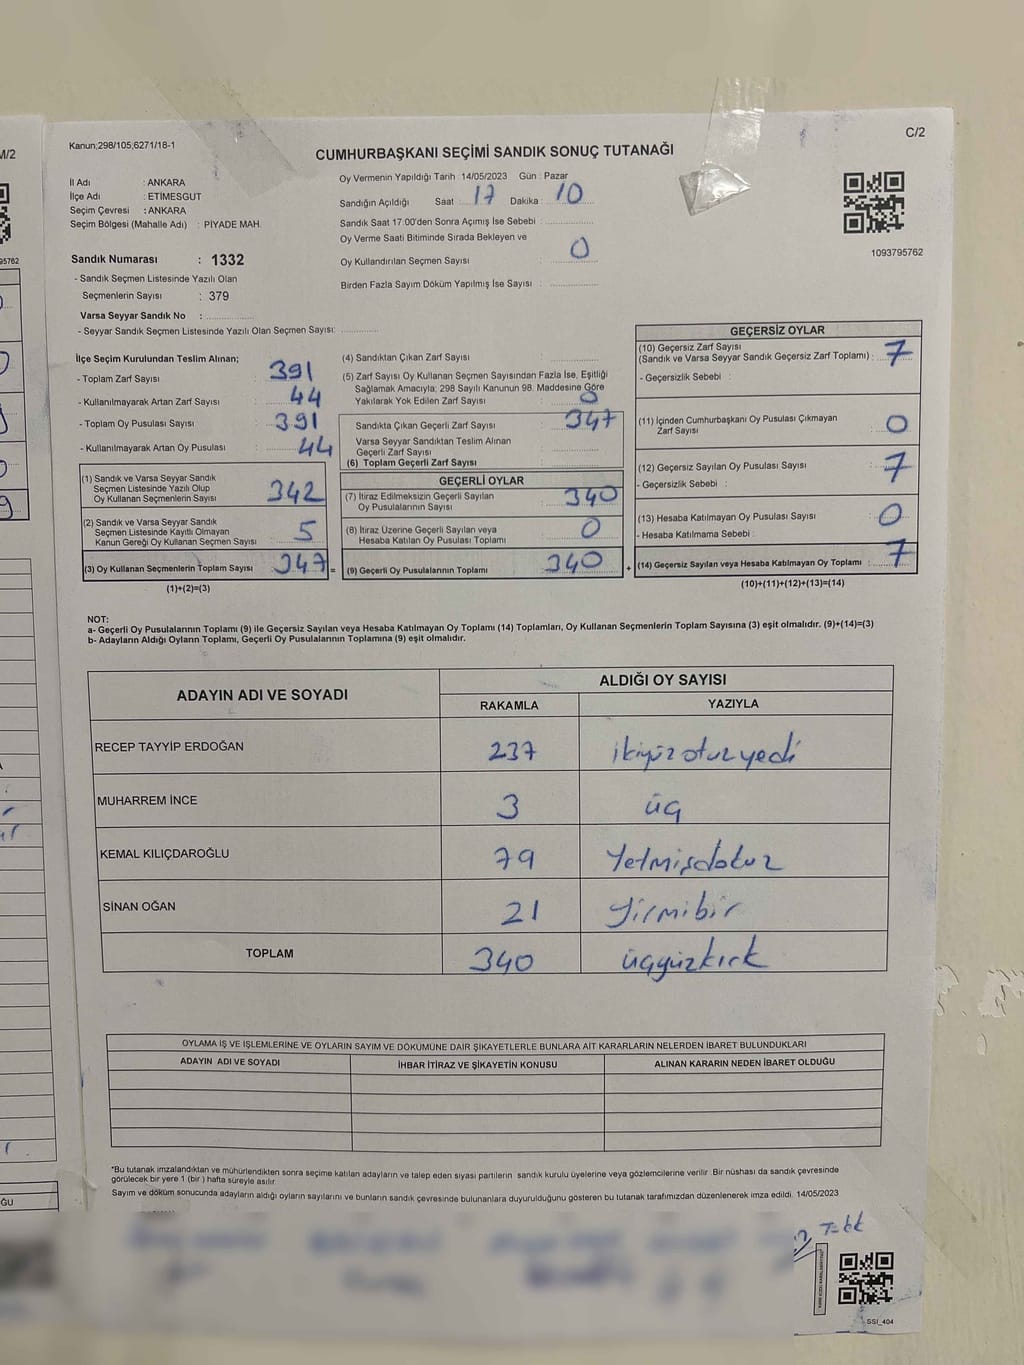 M/2
Kanun;298/105;6271/18-1
C/2
CUMHURBAŞKANI SEÇİMİ SANDIK SONUÇ TUTANAĞI
İl Adı : ANKARA
İlçe Adı : ETİMESGUT
Seçim Çevresi : ANKARA
Seçim Bölgesi (Mahalle Adı) : PİYADE MAH.
Sandık Numarası : 1332
- Sandık Seçmen Listesinde Yazılı Olan
Seçmenlerin Sayısı : 379
Varsa Seyyar Sandık No :
- Seyyar Sandık Seçmen Listesinde Yazılı Olan Seçmen Sayısı:
Oy Vermenin Yapıldığı Tarih : 14/05/2023 Gün : Pazar
Sandığın Açıldığı Saat : 17 Dakika : 10
Sandık Saat 17:00'den Sonra Açımış İse Sebebi :
Oy Verme Saati Bitiminde Sırada Bekleyen ve
Oy Kullandırılan Seçmen Sayısı : 0
Birden Fazla Sayım Döküm Yapılmış İse Sayısı :
1093795762
İlçe Seçim Kurulundan Teslim Alınan;
- Toplam Zarf Sayısı : 391
- Kullanılmayarak Artan Zarf Sayısı : 44
- Toplam Oy Pusulası Sayısı : 391
- Kullanılmayarak Artan Oy Pusulası : 44
(1) Sandık ve Varsa Seyyar Sandık
Seçmen Listesinde Yazılı Olup
Oy Kullanan Seçmenlerin Sayısı : 342
(2) Sandık ve Varsa Seyyar Sandık
Seçmen Listesinde Kayıtlı Olmayan
Kanun Gereği Oy Kullanan Seçmen Sayısı : 5
(3) Oy Kullanan Seçmenlerin Toplam Sayısı : 347 =
(1)+(2)=(3)
(4) Sandıktan Çıkan Zarf Sayısı :
(5) Zarf Sayısı Oy Kullanan Seçmen Sayısından Fazla İse, Eşitliği
Sağlamak Amacıyla; 298 Sayılı Kanunun 98. Maddesine Göre
Yakılarak Yok Edilen Zarf Sayısı : 0
Sandıkta Çıkan Geçerli Zarf Sayısı : 347
Varsa Seyyar Sandıktan Teslim Alınan
Geçerli Zarf Sayısı :
(6) Toplam Geçerli Zarf Sayısı
GEÇERLİ OYLAR
(7) İtiraz Edilmeksizin Geçerli Sayılan
Oy Pusulalarının Sayısı : 340
(8) İtiraz Üzerine Geçerli Sayılan veya
Hesaba Katılan Oy Pusulası Toplamı : 0
(9) Geçerli Oy Pusulalarının Toplamı : 340 +
GEÇERSİZ OYLAR
(10) Geçersiz Zarf Sayısı
(Sandık ve Varsa Seyyar Sandık Geçersiz Zarf Toplamı) : 7
- Geçersizlik Sebebi :
(11) İçinden Cumhurbaşkanı Oy Pusulası Çıkmayan
Zarf Sayısı : 0
(12) Geçersiz Sayılan Oy Pusulası Sayısı : 7
- Geçersizlik Sebebi :
(13) Hesaba Katılmayan Oy Pusulası Sayısı : 0
- Hesaba Katılmama Sebebi :
(14) Geçersiz Sayılan veya Hesaba Katılmayan Oy Toplamı : 7
(10)+(11)+(12)+(13)=(14)
NOT:
a- Geçerli Oy Pusulalarının Toplamı (9) ile Geçersiz Sayılan veya Hesaba Katılmayan Oy Toplamı (14) Toplamları, Oy Kullanan Seçmenlerin Toplam Sayısına (3) eşit olmalıdır. (9)+(14)=(3)
b- Adayların Aldığı Oyların Toplamı, Geçerli Oy Pusulalarının Toplamına (9) eşit olmalıdır.
ADAYIN ADI VE SOYADI
ALDIĞI OY SAYISI
RAKAMLA YAZIYLA
RECEP TAYYİP ERDOĞAN 237 ikiyüz otuz yedi
MUHARREM İNCE 3 üç
KEMAL KILIÇDAROĞLU 79 Yetmişdokuz
SİNAN OĞAN 21 Yirmibir
TOPLAM 340 üçyüzkırk
OYLAMA İŞ VE İŞLEMLERİNE VE OYLARIN SAYIM VE DÖKÜMÜNE DAİR ŞİKAYETLERLE BUNLARA AİT KARARLARIN NELERDEN İBARET BULUNDUKLARI
ADAYIN ADI VE SOYADI İHBAR İTİRAZ VE ŞİKAYETİN KONUSU ALINAN KARARIN NEDEN İBARET OLDUĞU
*Bu tutanak imzalandıktan ve mühürlendikten sonra seçime katılan adayların ve talep eden siyasi partilerin sandık kurulu üyelerine veya gözlemcilerine verilir. Bir nüshası da sandık çevresinde
görülecek bir yere 1 (bir ) hafta süreyle asılır.
Sayım ve döküm sonucunda adayların aldığı oyların sayılarını ve bunların sandık çevresinde bulunanlara duyurulduğunu gösteren bu tutanak tarafımızdan düzenlenerek imza edildi. 14/05/2023
SSI_404